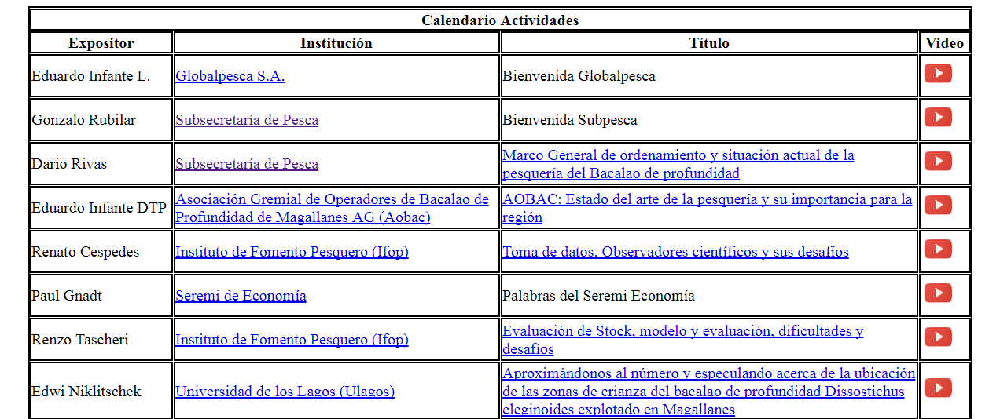 Calendario Actividades
Expositor Institución Título Video
Eduardo Infante L. Globalpesca S.A. Bienvenida Globalpesca
Gonzalo Rubilar Subsecretaría de Pesca Bienvenida Subpesca
Dario Rivas Subsecretaría de Pesca Marco General de ordenamiento y situación actual de la
pesquería del Bacalao de profundidad
Eduardo Infante DTP Asociación Gremial de Operadores de Bacalao de
Profundidad de Magallanes AG (Aobac)
AOBAC: Estado del arte de la pesquería y su importancia para la
región
Renato Cespedes Instituto de Fomento Pesquero (Ifop) Toma de datos. Observadores científicos y sus desafíos
Paul Gnadt Seremi de Economía Palabras del Seremi Economía
Renzo Tascheri Instituto de Fomento Pesquero (Ifop) Evaluación de Stock, modelo y evaluación, dificultades y
desafíos
Edwi Niklitschek Universidad de los Lagos (Ulagos) Aproximándonos al número y especulando acerca de la ubicación
de las zonas de crianza del bacalao de profundidad Dissostichus
eleginoides explotado en Magallanes